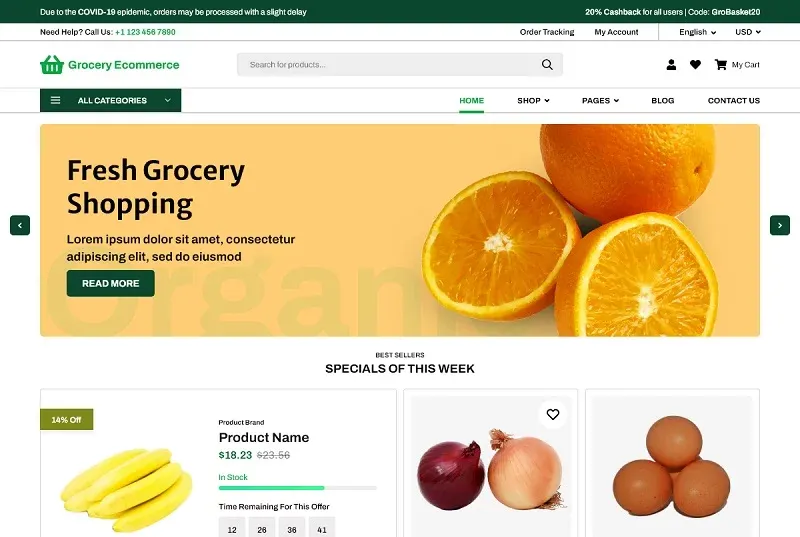 Due to the COVID-19 epidemic, orders may be processed with a slight delay
20% Cashback for all users | Code: GroBasket20
Need Help? Call Us: +1 123 456 7890
Order Tracking
My Account
English
USD
Grocery Ecommerce
Search for products...
My Cart
ALL CATEGORIES
HOME
SHOP
PAGES
BLOG
CONTACT US
Fresh Grocery
Shopping
Lorem ipsum dolor sit amet, consectetur
adipiscing elit, sed do eiusmod
READ MORE
BEST SELLERS
SPECIALS OF THIS WEEK
14% Off
Product Brand
Product Name
$18.23 $23.56
In Stock
Time Remaining For This Offer
12 26 36 41